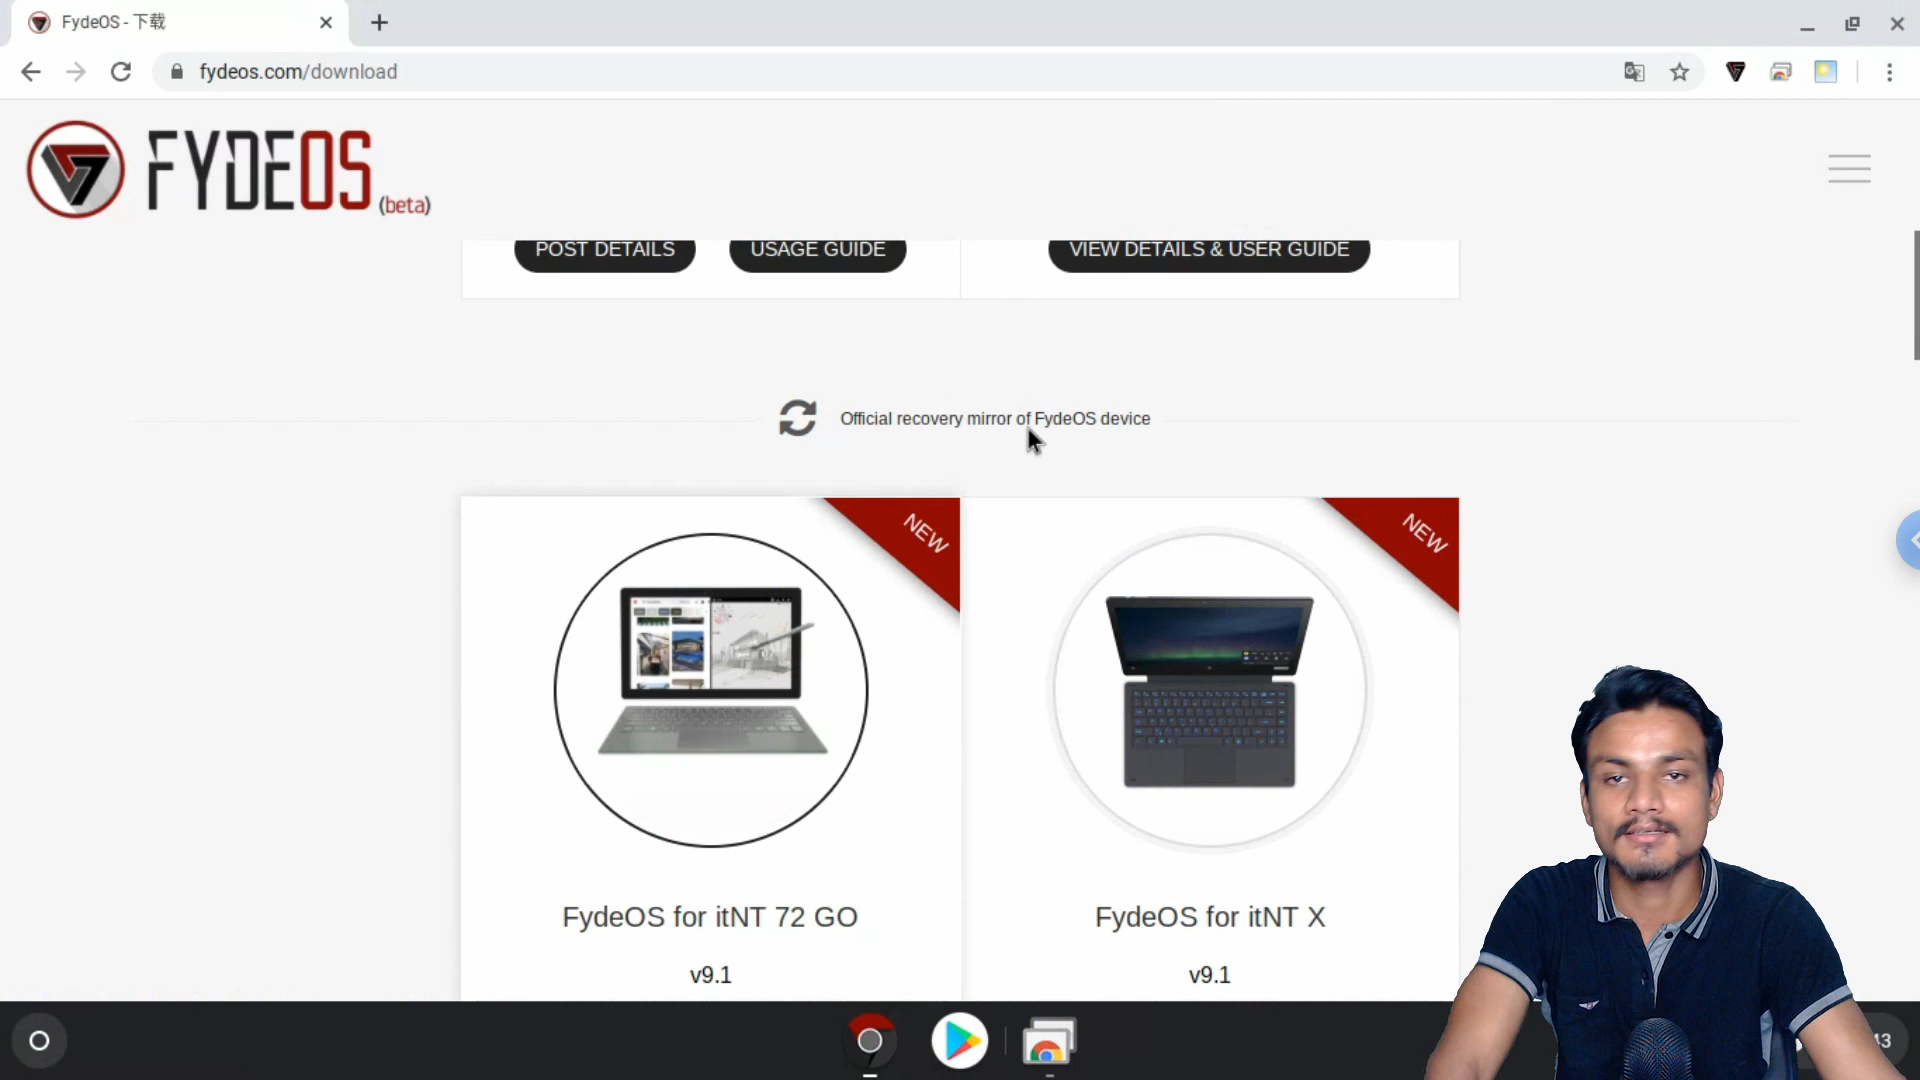 FydeOS - 下载
fydeos.com/download
FYDEOS (beta)
POST DETAILS
USAGE GUIDE
VIEW DETAILS & USER GUIDE
Official recovery mirror of FydeOS device
NEW
NEW
FydeOS for itNT 72 GO
FydeOS for itNT X
v9.1
v9.1
43